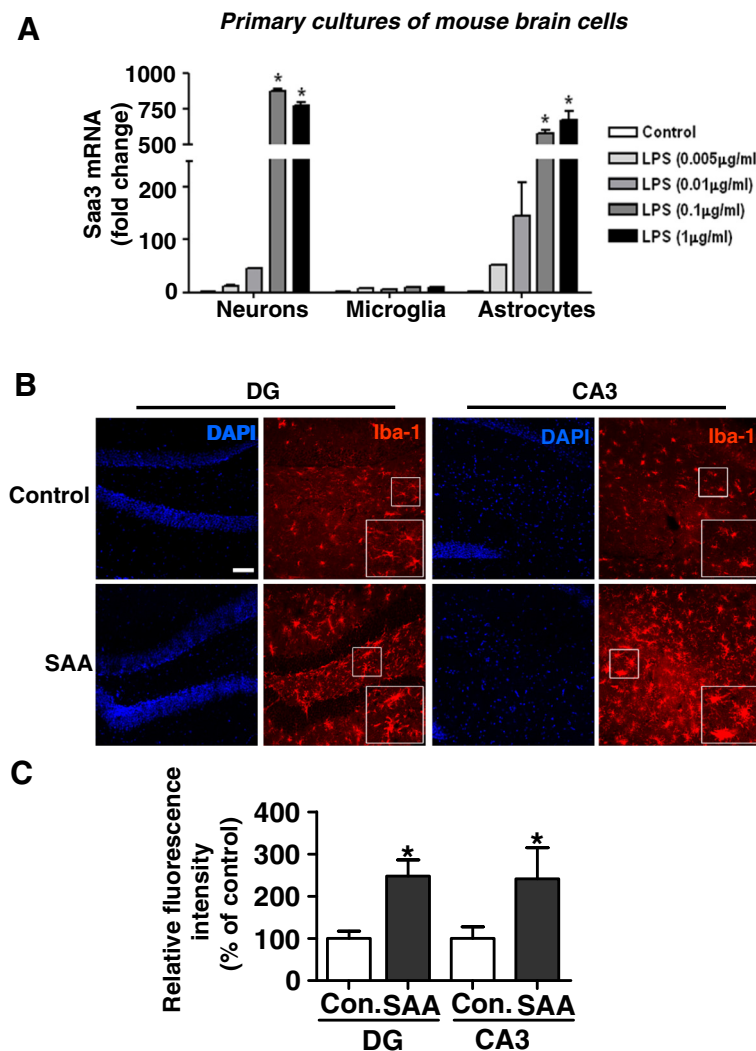 A
Primary cultures of mouse brain cells
Saa3 mRNA
(fold change)
1000
750
500
200
100
0
*
*
*
*
Neurons
Microglia
Astrocytes
Control
LPS (0.005µg/ml
LPS (0.01µg/ml)
LPS (0.1µg/ml)
LPS (1µg/ml)
B
DG
CA3
DAPI
Iba-1
DAPI
Iba-1
Control
SAA
C
Relative fluorescence
intensity
(% of control)
400
300
200
100
0
*
*
Con. SAA Con. SAA
DG
CA3